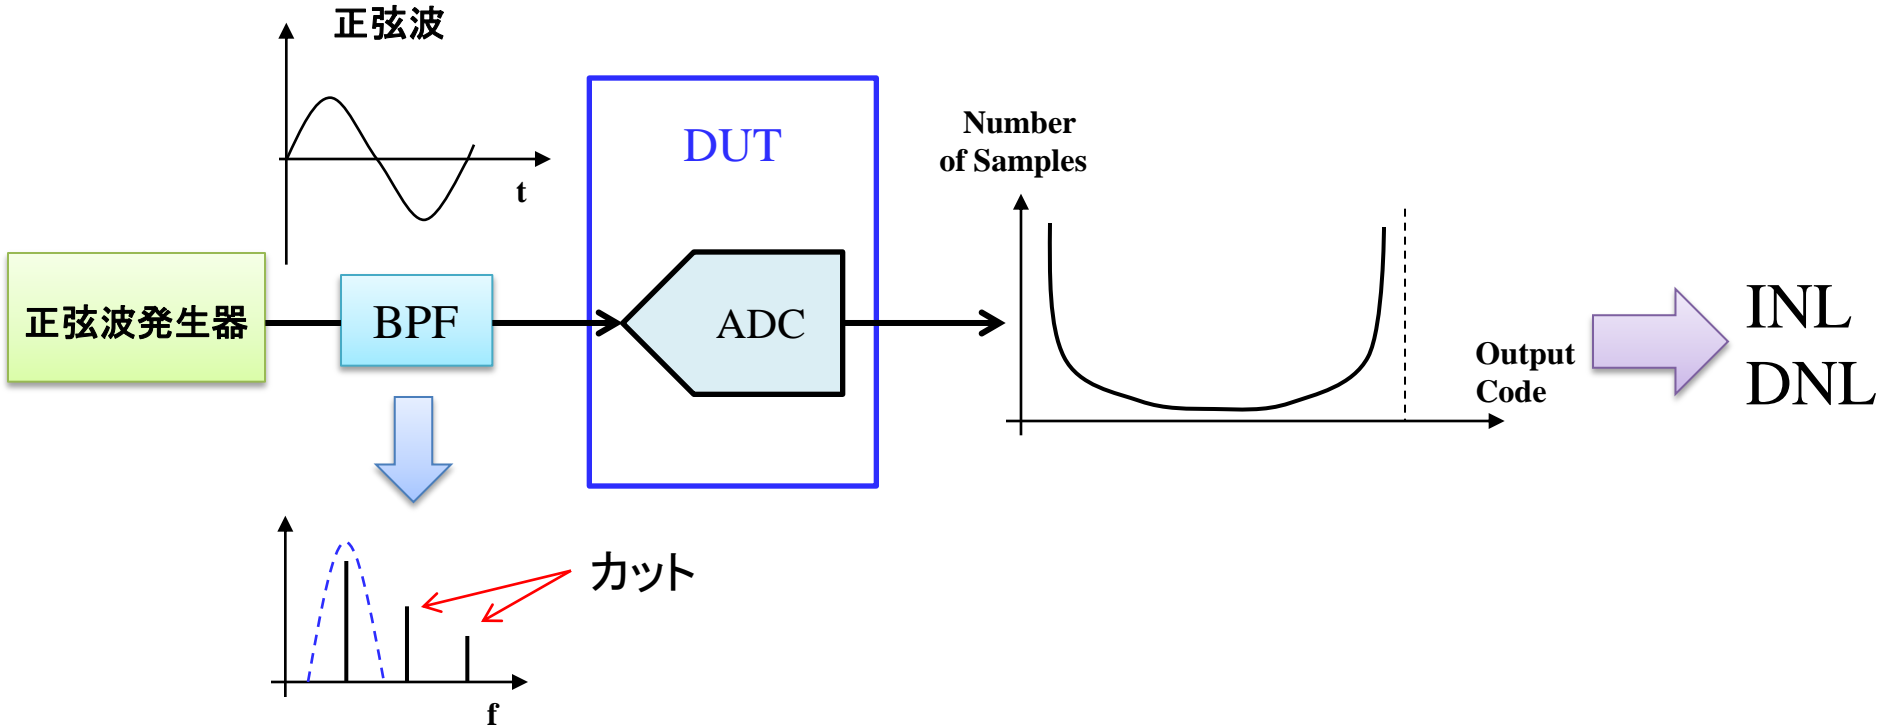 正弦波
t
正弦波発生器
BPF
DUT
ADC
Number
of Samples
Output
Code
INL
DNL
カット
f